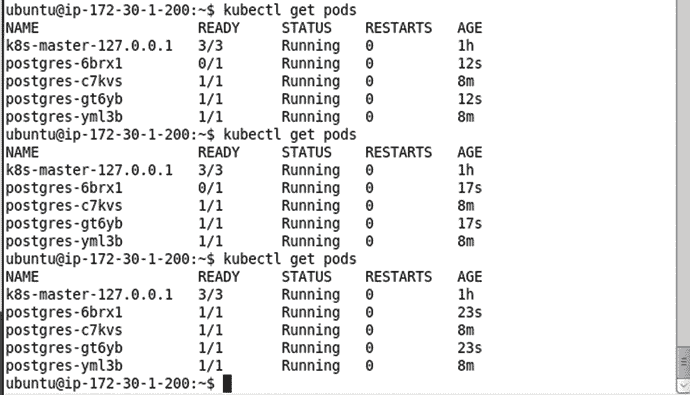 ubuntu@ip-172-30-1-200:~$ kubectl get pods
NAME READY STATUS RESTARTS AGE
k8s-master-127.0.0.1 3/3 Running 0 1h
postgres-6brx1 0/1 Running 0 12s
postgres-c7kvs 1/1 Running 0 8m
postgres-gt6yb 1/1 Running 0 12s
postgres-yml3b 1/1 Running 0 8m
ubuntu@ip-172-30-1-200:~$ kubectl get pods
NAME READY STATUS RESTARTS AGE
k8s-master-127.0.0.1 3/3 Running 0 1h
postgres-6brx1 0/1 Running 0 17s
postgres-c7kvs 1/1 Running 0 8m
postgres-gt6yb 1/1 Running 0 17s
postgres-yml3b 1/1 Running 0 8m
ubuntu@ip-172-30-1-200:~$ kubectl get pods
NAME READY STATUS RESTARTS AGE
k8s-master-127.0.0.1 3/3 Running 0 1h
postgres-6brx1 1/1 Running 0 23s
postgres-c7kvs 1/1 Running 0 8m
postgres-gt6yb 1/1 Running 0 23s
postgres-yml3b 1/1 Running 0 8m
ubuntu@ip-172-30-1-200:~$